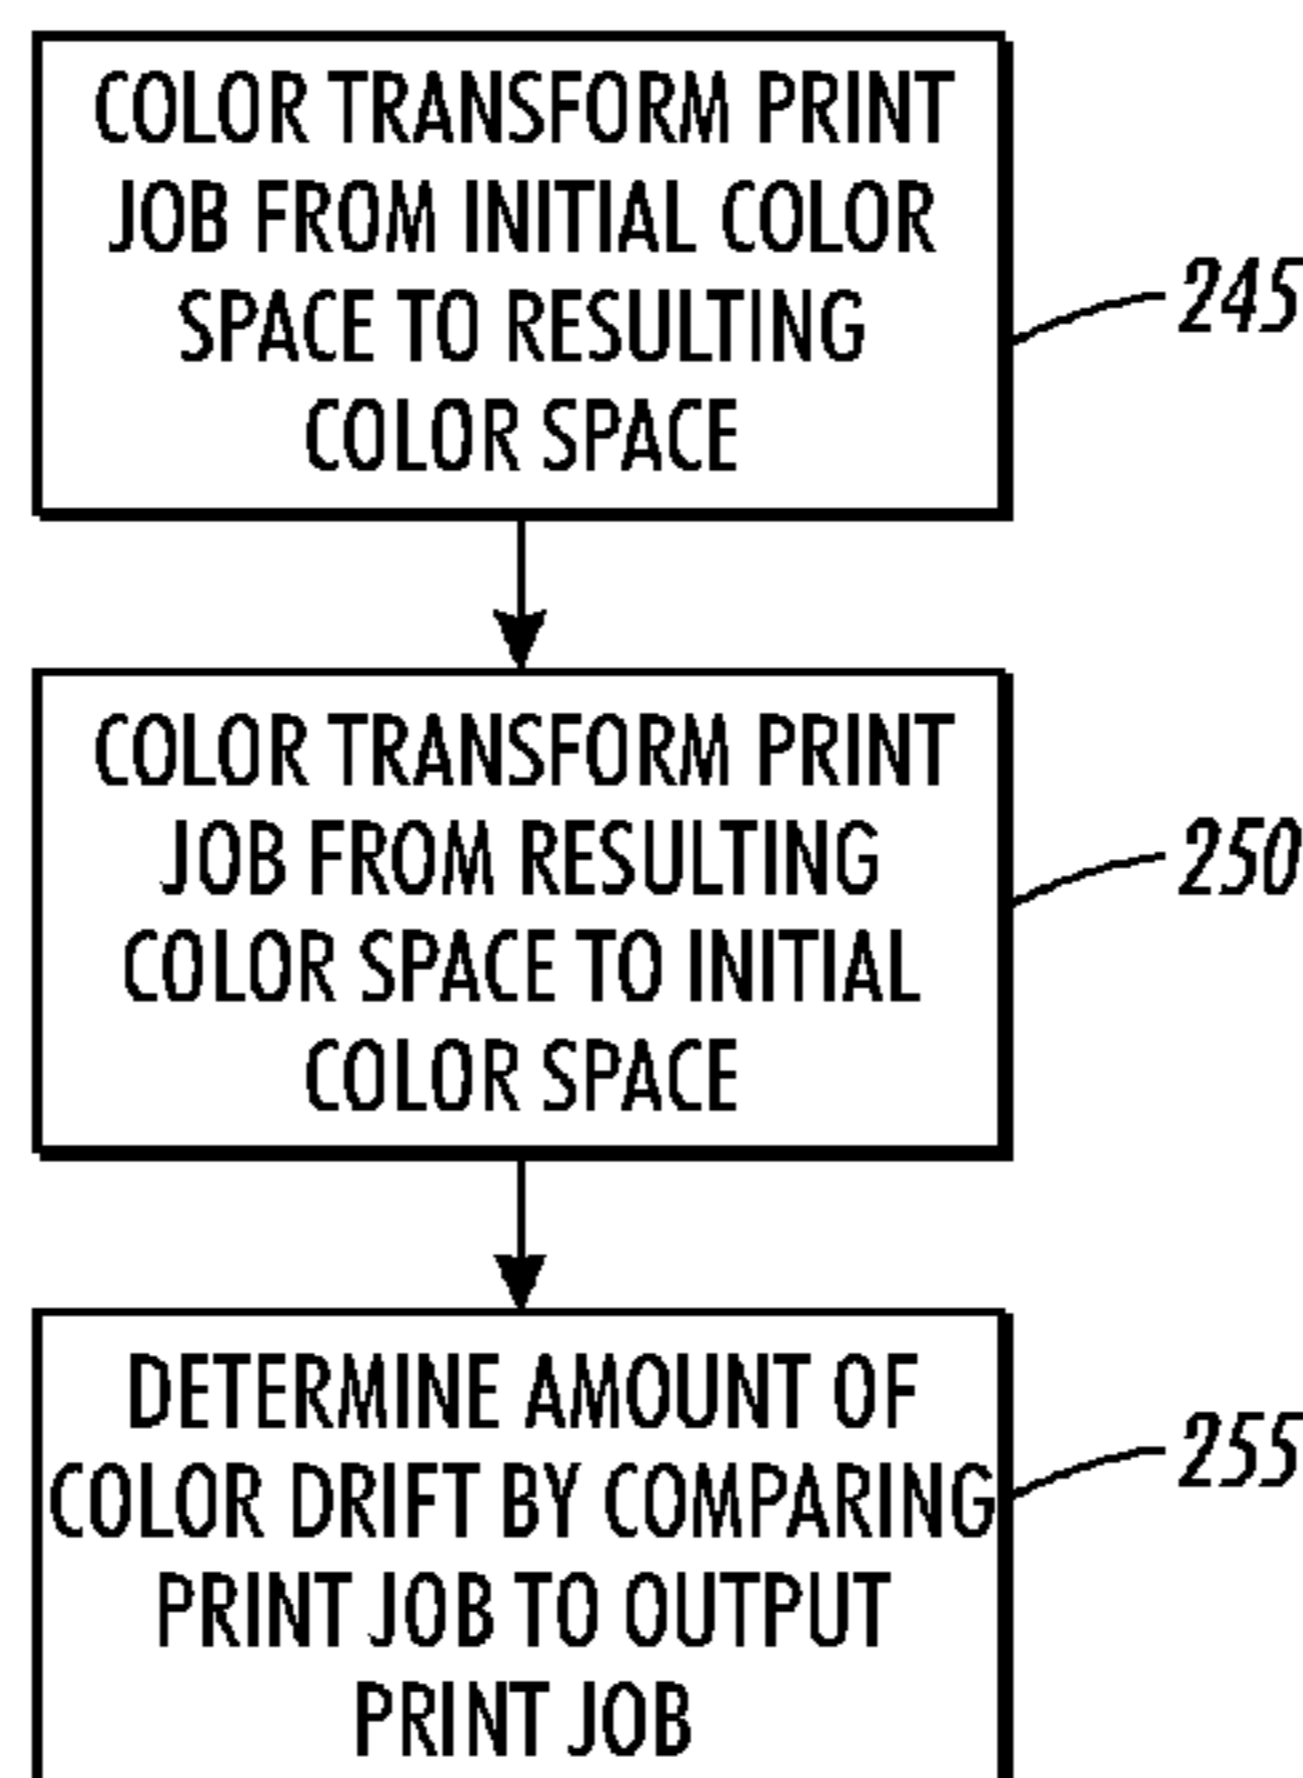 COLOR TRANSFORM PRINT
JOB FROM INITIAL COLOR
SPACE TO RESULTING
COLOR SPACE
245
COLOR TRANSFORM PRINT
JOB FROM RESULTING
COLOR SPACE TO INITIAL
COLOR SPACE
250
DETERMINE AMOUNT OF
COLOR DRIFT BY COMPARING
PRINT JOB TO OUTPUT
PRINT JOB
255